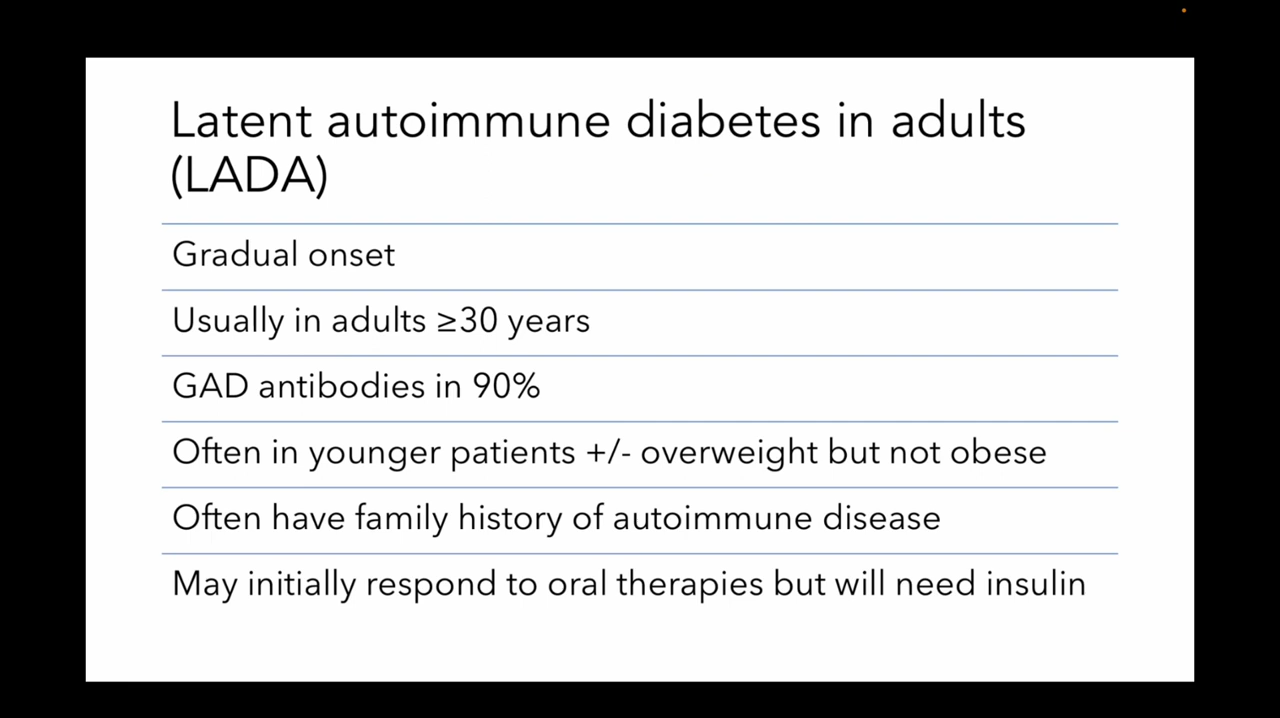 Latent autoimmune diabetes in adults
(LADA)
Gradual onset
Usually in adults ≥30 years
GAD antibodies in 90%
Often in younger patients +/- overweight but not obese
Often have family history of autoimmune disease
May initially respond to oral therapies but will need insulin